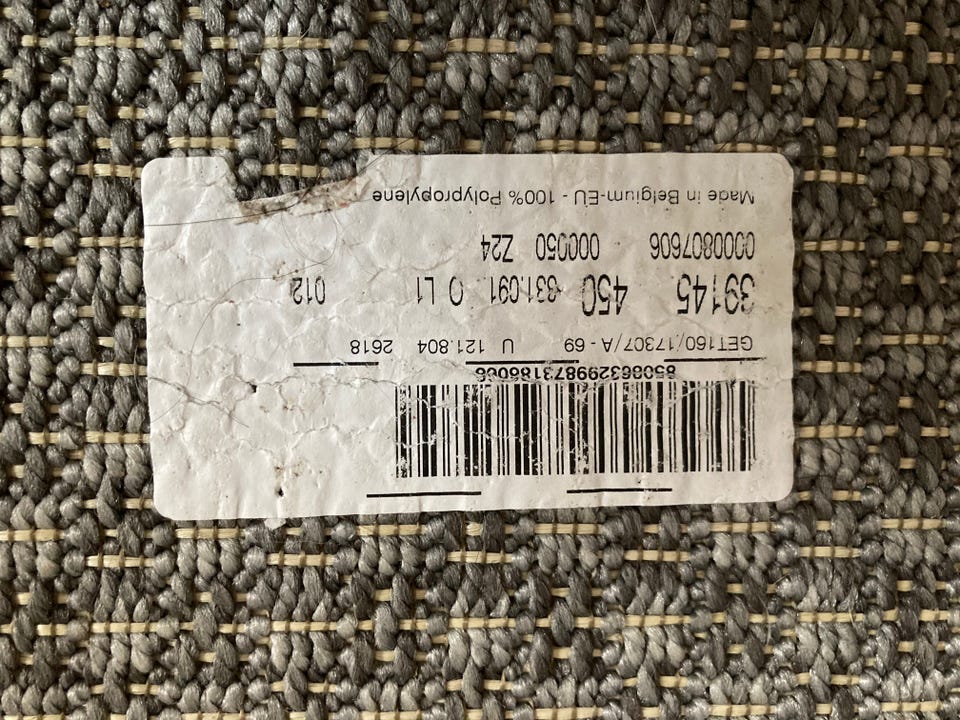 850863299873186006
GET160,17307/A - 69 U 121.804 2618
39145 450 831.091 O L1 012
0000807606 000050 Z24
Made in Belgium-EU - 100% Polypropylene